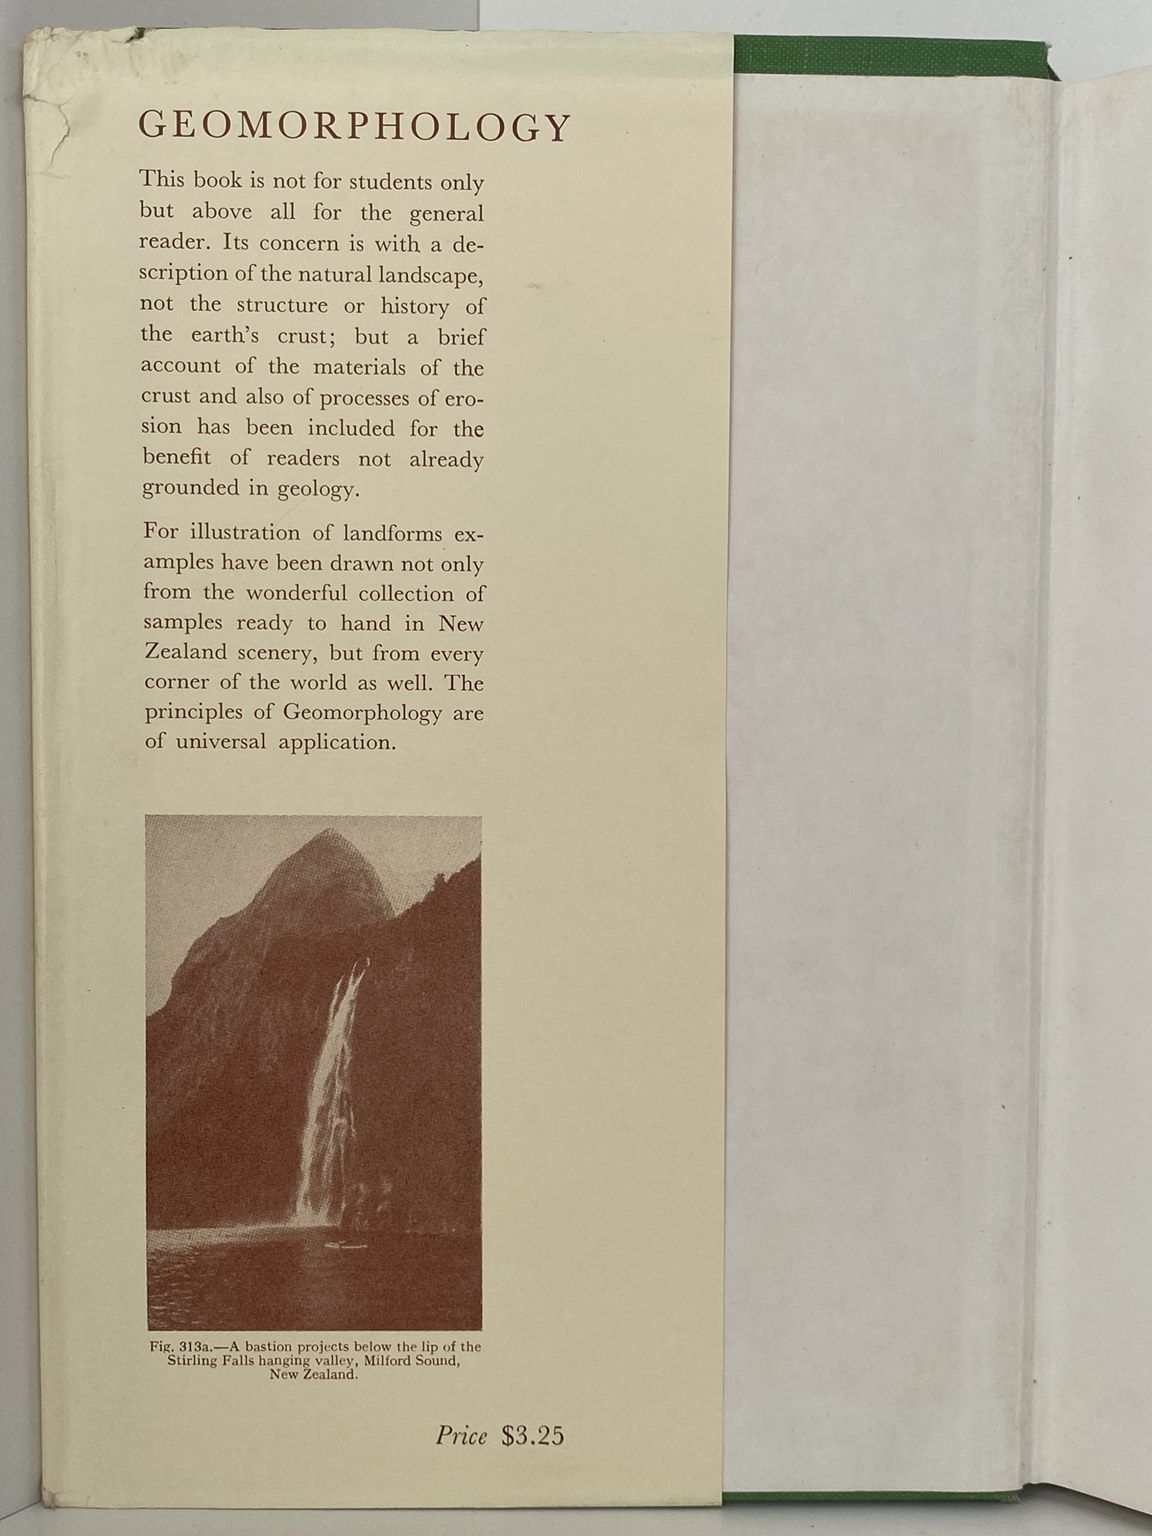 GEOMORPHOLOGY
This book is not for students only
but above all for the general
reader. Its concern is with a de-
scription of the natural landscape,
not the structure or history of
the earth's crust; but a brief
account of the materials of the
crust and also of processes of ero-
sion has been included for the
benefit of readers not already
grounded in geology.
For illustration of landforms ex-
amples have been drawn not only
from the wonderful collection of
samples ready to hand in New
Zealand scenery, but from every
corner of the world as well. The
principles of Geomorphology are
of universal application.
Fig. 313a.—A bastion projects below the lip of the
Stirling Falls hanging valley, Milford Sound,
New Zealand.
Price $3.25